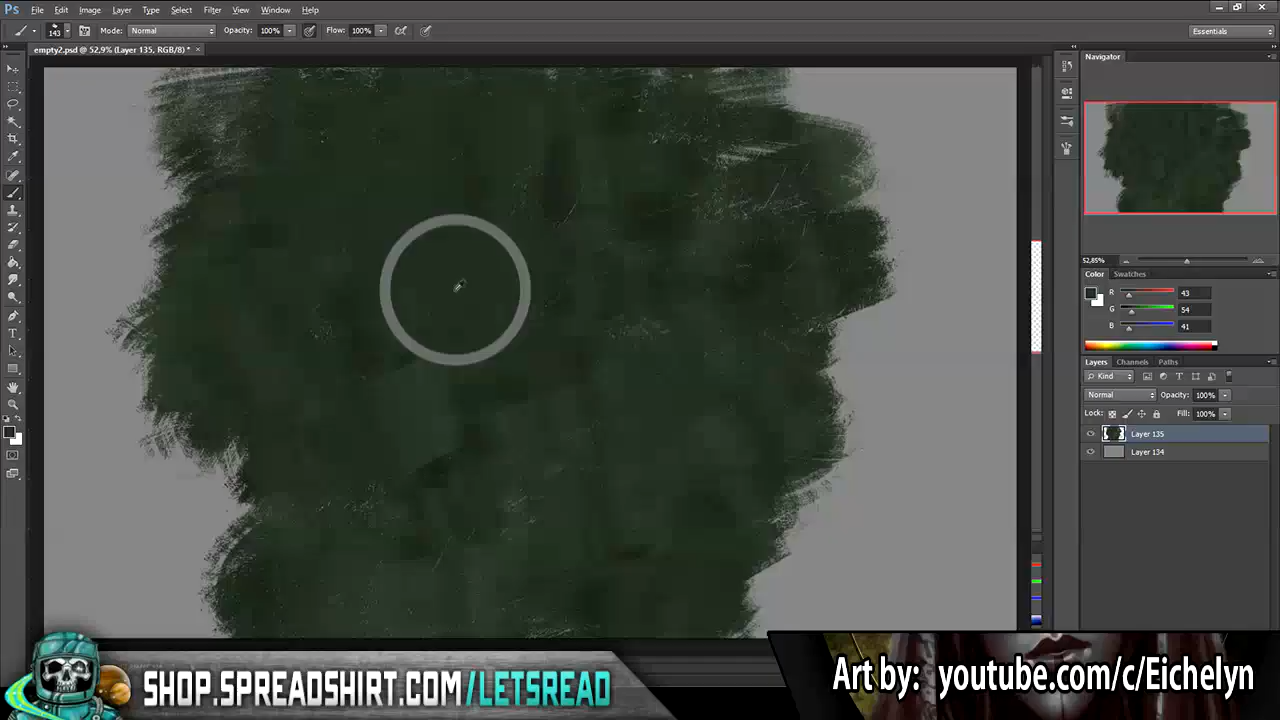 Ps File Edit Image Layer Type Select Filter View Window Help
143 Mode: Normal Opacity: 100% Flow: 100% Essentials
empty2.psd @ 52,9% (Layer 135, RGB/8) * ×
Navigator
52,85%
Color Swatches
R 43
G 54
B 41
Layers Channels Paths
Kind
Normal Opacity: 100%
Lock: Fill: 100%
Layer 135
Layer 134
T
SHOP.SPREADSHIRT.COM/LETSREAD
Art by: youtube.com/c/Eichelyn